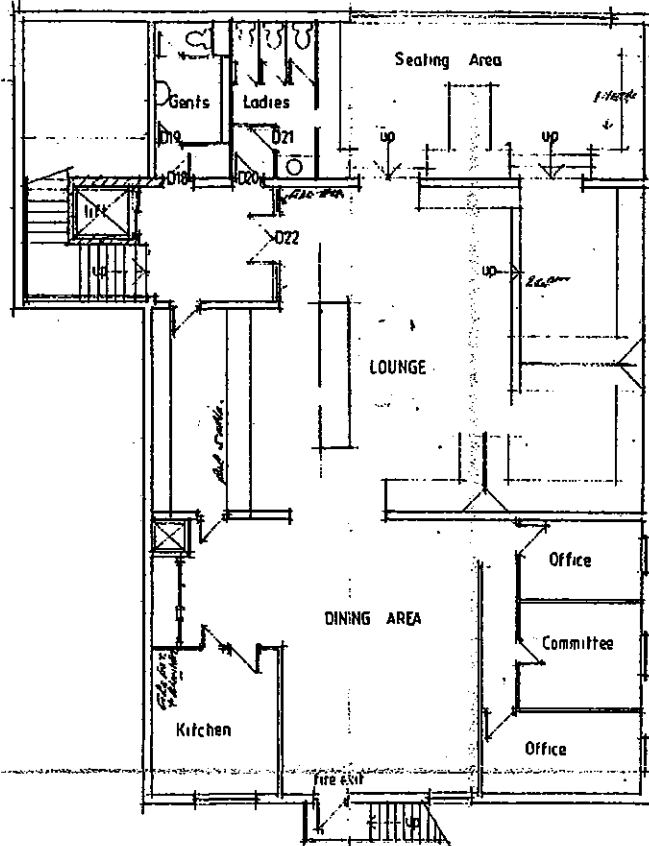 Seating Area
Gents
Ladies
D19
D21
up
up
D18
D20
lift
D22
up
up
LOUNGE
Office
DINING AREA
Committee
Kitchen
Office
fire exit
up